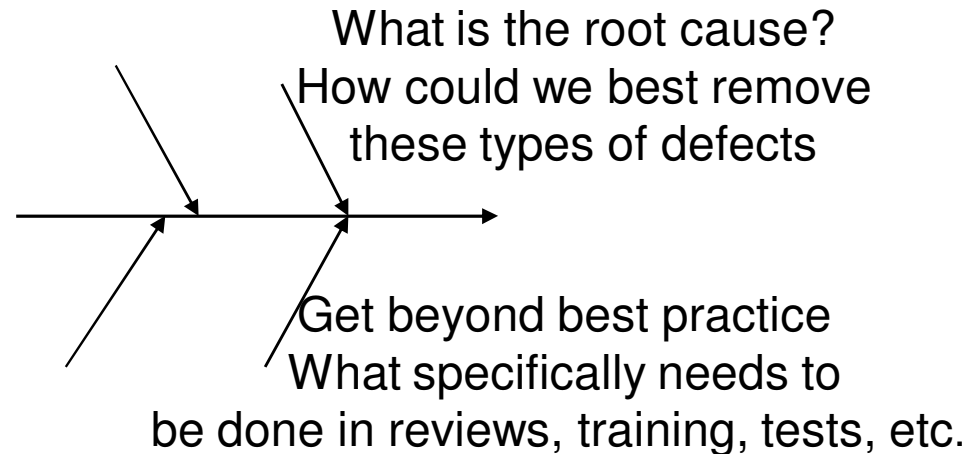 What is the root cause?
How could we best remove
these types of defects
Get beyond best practice
What specifically needs to
be done in reviews, training, tests, etc.